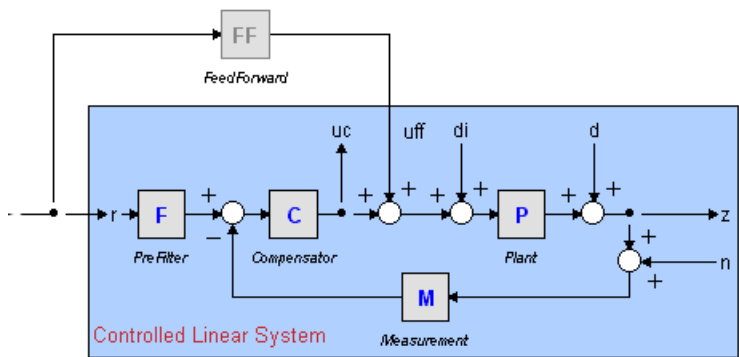 FF
FeedForward
uc
uff
di
d
+
+
+
+
+
+
+
r
F
C
P
z
−
PreFilter
Compensator
Plant
+
+
n
M
Controlled Linear System
Measurement